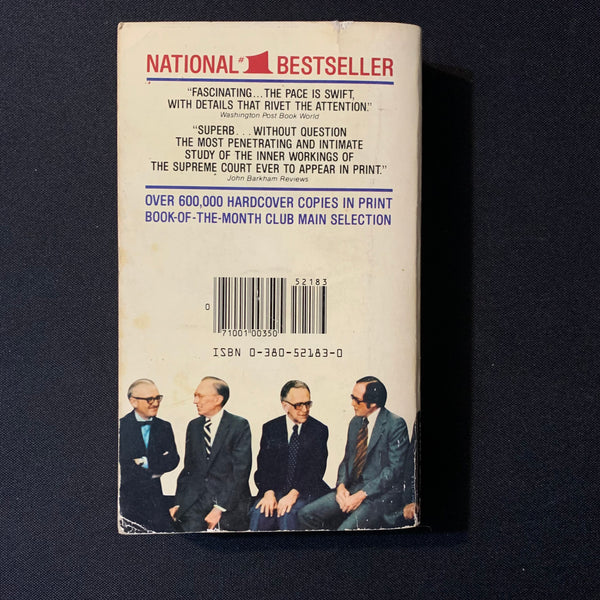 NATIONAL #1 BESTSELLER
"FASCINATING...THE PACE IS SWIFT,
WITH DETAILS THAT RIVET THE ATTENTION."
Washington Post Book World
"SUPERB...WITHOUT QUESTION
THE MOST PENETRATING AND INTIMATE
STUDY OF THE INNER WORKINGS OF
THE SUPREME COURT EVER TO APPEAR IN PRINT."
John Barkham Reviews
OVER 600,000 HARDCOVER COPIES IN PRINT
BOOK-OF-THE-MONTH CLUB MAIN SELECTION
52183
0
71001 00350
ISBN 0-380-52183-0